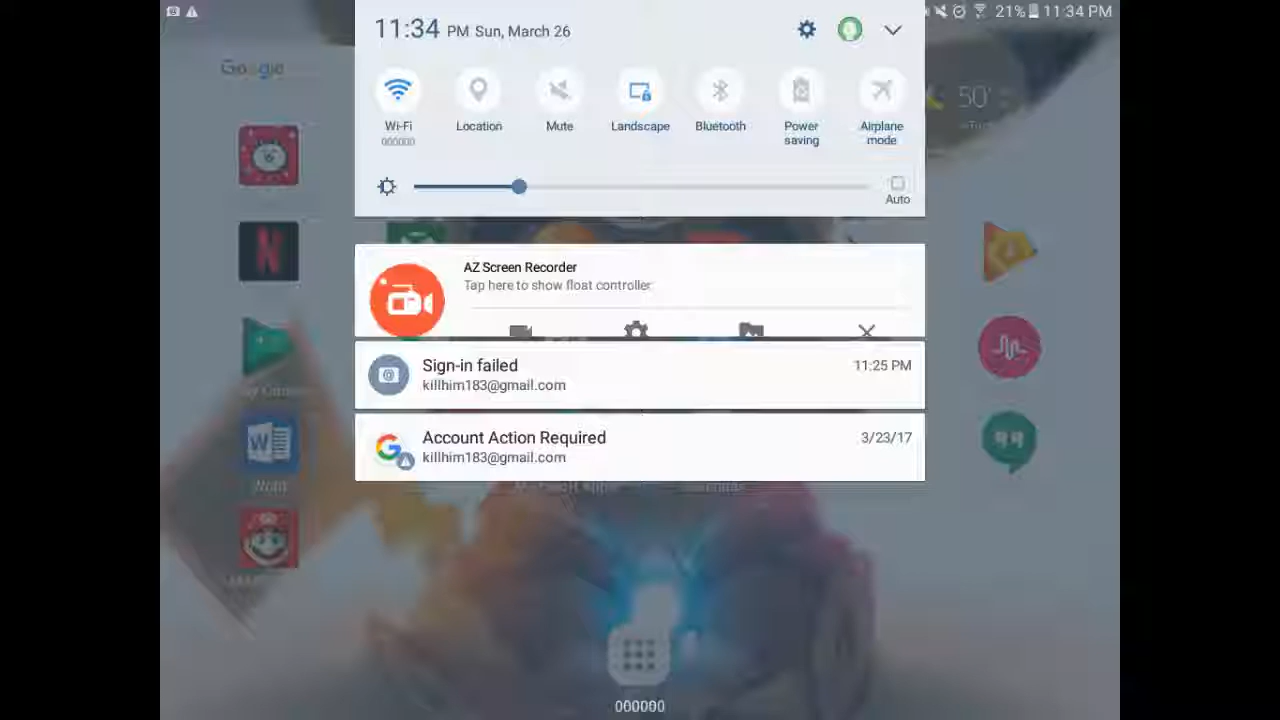 21% 11:34 PM
11:34 PM Sun, March 26
Google
50°
Wi-Fi
000000
Location
Mute
Landscape
Bluetooth
Power saving
Airplane mode
Auto
AZ Screen Recorder
Tap here to show float controller
Sign-in failed
11:25 PM
killhim183@gmail.com
Account Action Required
3/23/17
killhim183@gmail.com
Word
Microsoft Apps
000000